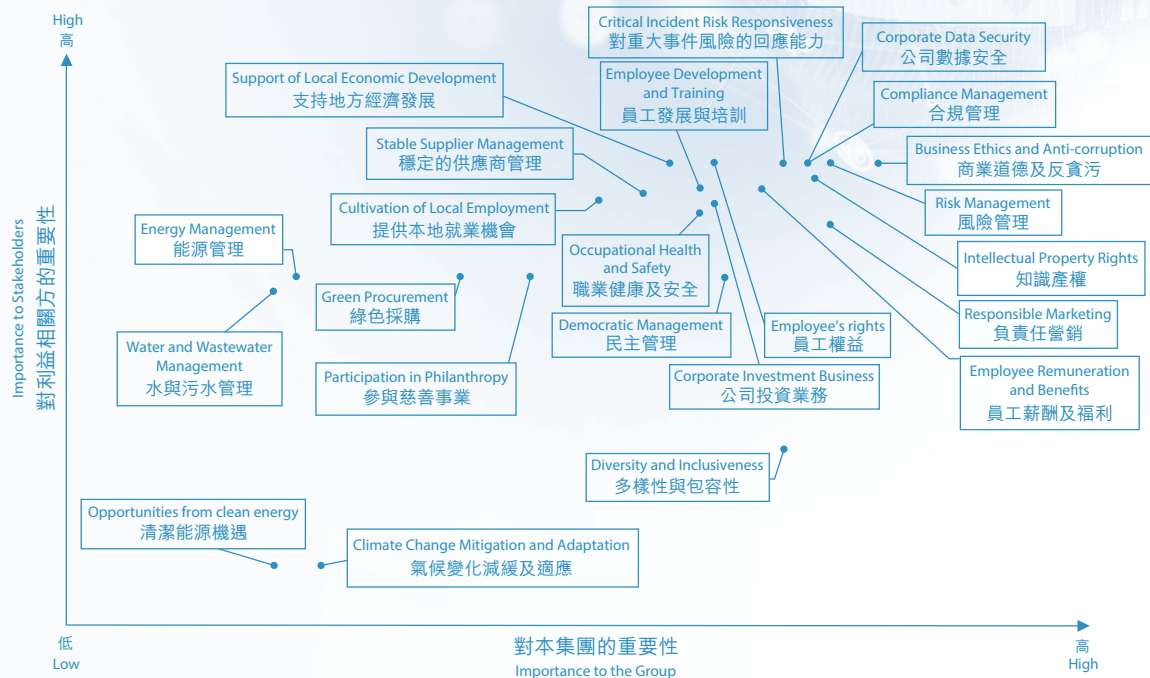 High
高
Importance to Stakeholders
對利益相關方的重要性
Critical Incident Risk Responsiveness
對重大事件風險的回應能力
Corporate Data Security
公司數據安全
Support of Local Economic Development
支持地方經濟發展
Employee Development
and Training
員工發展與培訓
Compliance Management
合規管理
Stable Supplier Management
穩定的供應商管理
Business Ethics and Anti-corruption
商業道德及反貪污
Cultivation of Local Employment
提供本地就業機會
Risk Management
風險管理
Energy Management
能源管理
Occupational Health
and Safety
職業健康及安全
Intellectual Property Rights
知識產權
Green Procurement
綠色採購
Democratic Management
民主管理
Employee's rights
員工權益
Responsible Marketing
負責任營銷
Water and Wastewater
Management
水與污水管理
Participation in Philanthropy
參與慈善事業
Corporate Investment Business
公司投資業務
Employee Remuneration
and Benefits
員工薪酬及福利
Diversity and Inclusiveness
多樣性與包容性
Opportunities from clean energy
清潔能源機遇
Climate Change Mitigation and Adaptation
氣候變化減緩及適應
低
Low
對本集團的重要性
Importance to the Group
高
High